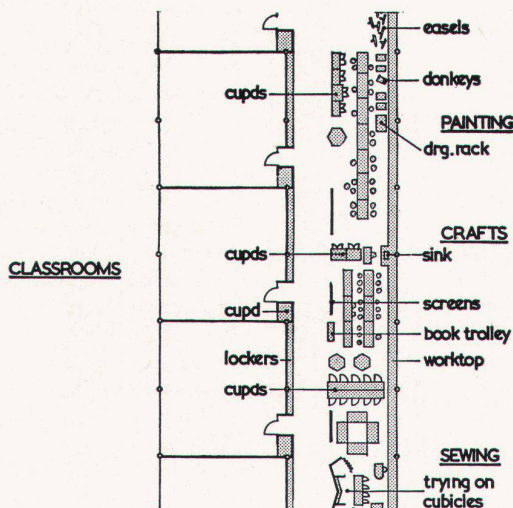 easels
cupds
donkeys
PAINTING
drg.rack
CRAFTS
cupds
sink
CLASSROOMS
cupd
screens
book trolley
lockers
worktop
cupds
SEWING
trying on
cubicles